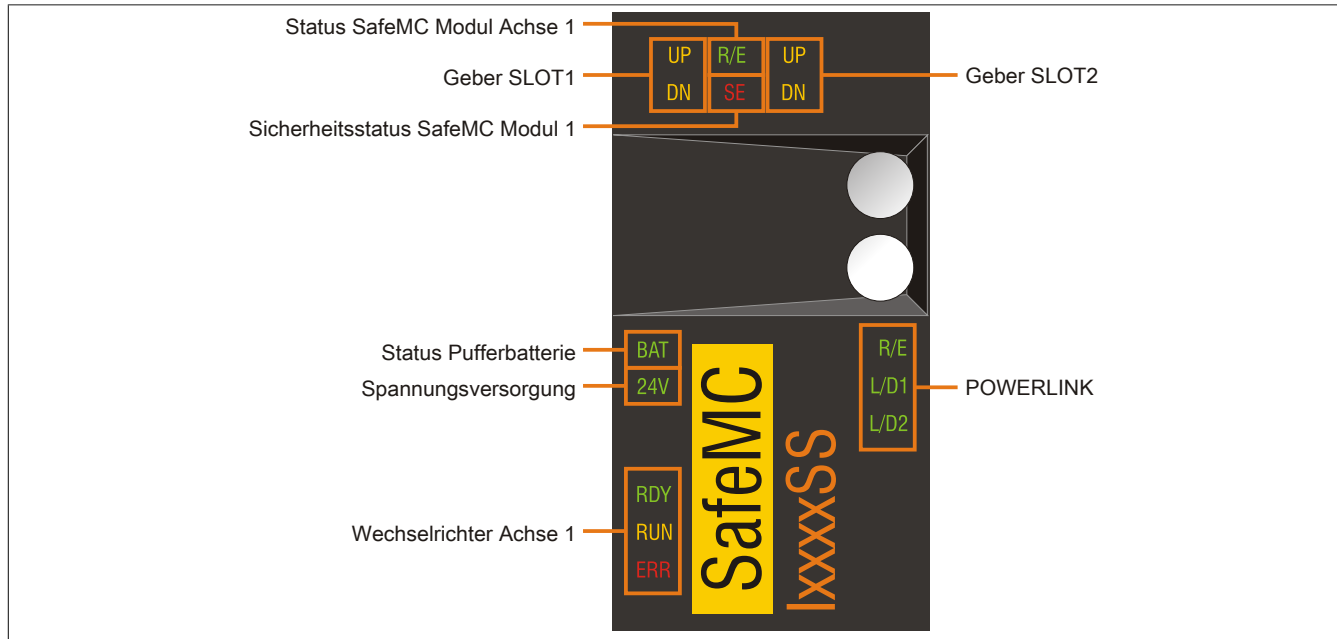 Status SafeMC Modul Achse 1
UP R/E UP
Geber SLOT1
Geber SLOT2
DN SE DN
Sicherheitsstatus SafeMC Modul 1
Status Pufferbatterie
BAT
R/E
Spannungsversorgung
24V
L/D1
POWERLINK
L/D2
RDY
Wechselrichter Achse 1
RUN
ERR
SafeMC
IxxxxSS